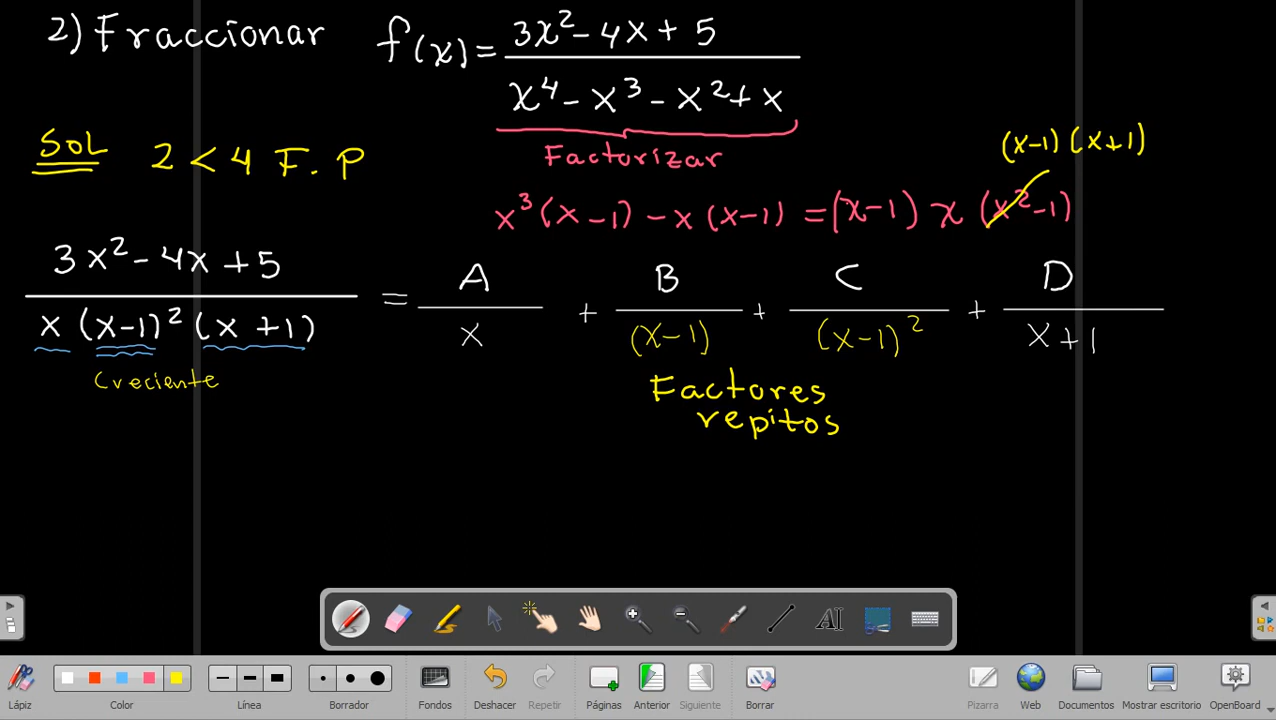 2) Fraccionar f(x) = 3x² - 4x + 5 / x⁴ - x³ - x² + x
Factorizar
SoL 2 < 4 F. P
(x-1) (x+1)
x³(x-1) - x(x-1) = (x-1) x (x²-1)
3x² - 4x + 5 / x (x-1)² (x+1) = A / x + B / (x-1) + C / (x-1)² + D / x+1
Creciente
Factores
repitos
Lápiz Color Línea Borrador Fondos Deshacer Repetir Páginas Anterior Siguiente Borrar Pizarra Web Documentos Mostrar escritorio OpenBoard